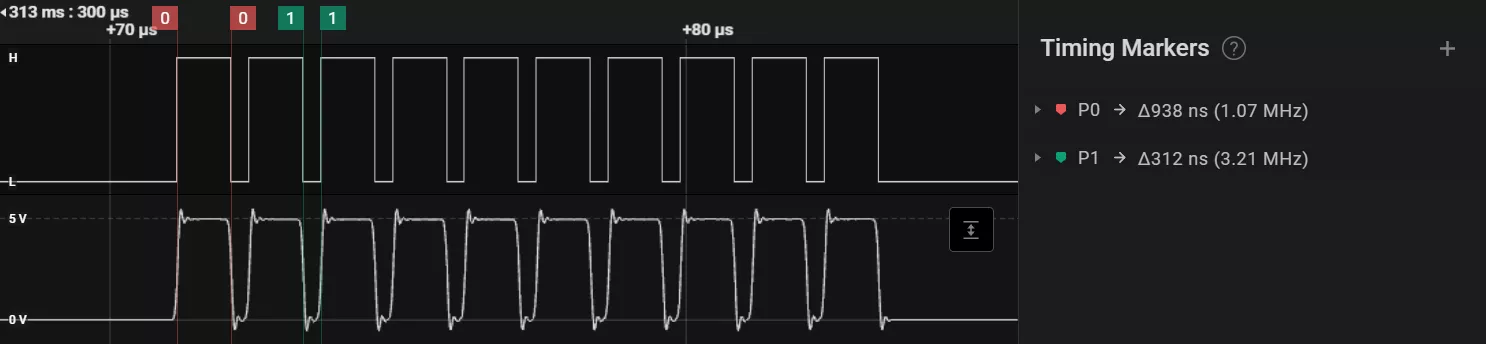 313 ms : 300 µs
0 0 1 1
+70 µs +80 µs
H
L
5 V
0 V
Timing Markers ?
P0 → Δ938 ns (1.07 MHz)
P1 → Δ312 ns (3.21 MHz)